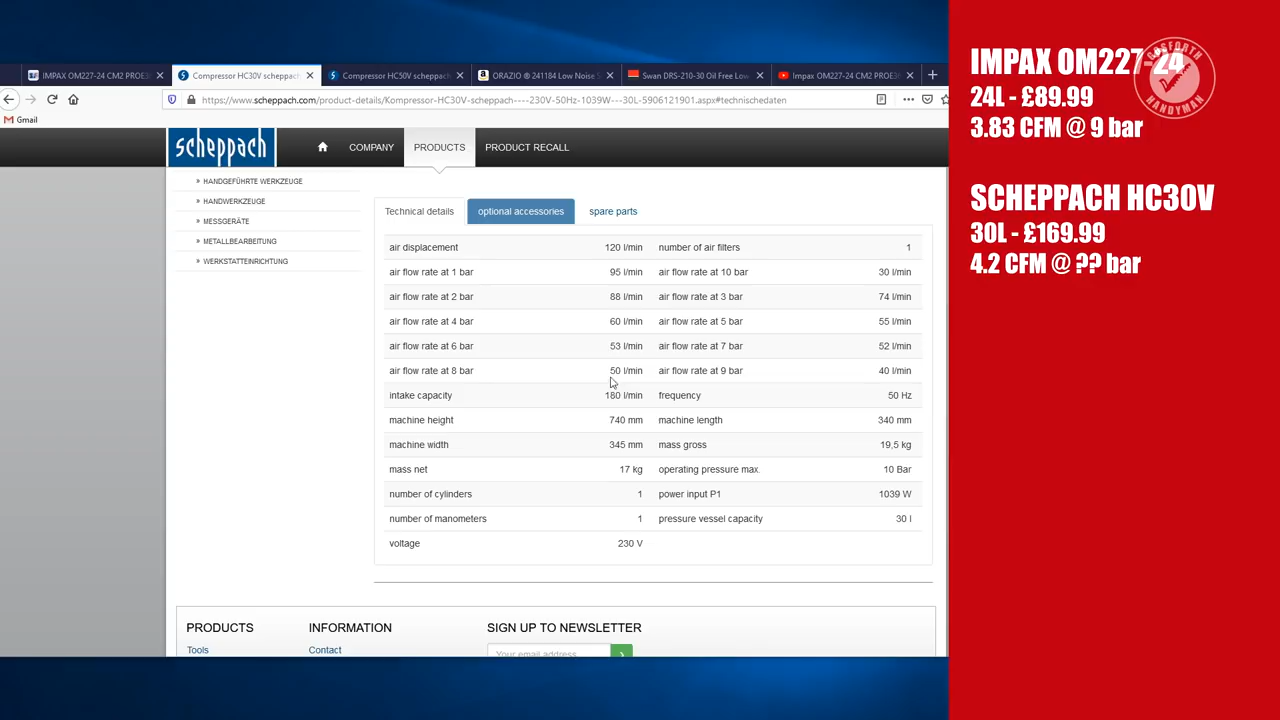 IMPAX OM227-24 CM2 PROE3
Compressor HC30V scheppach
Compressor HC50V scheppach
ORAZIO ® 241184 Low Noise S
Swan DRS-210-30 Oil Free Low
Impax OM227-24 CM2 PROE3
https://www.scheppach.com/product-details/Kompressor-HC30V-scheppach----230V-50Hz-1039W---30L-5906121901.aspx#technischedaten
Gmail
scheppach
COMPANY
PRODUCTS
PRODUCT RECALL
» HANDGEFÜHRTE WERKZEUGE
» HANDWERKZEUGE
» MESSGERÄTE
» METALLBEARBEITUNG
» WERKSTATTEINRICHTUNG
Technical details
optional accessories
spare parts
air displacement 120 l/min number of air filters 1
air flow rate at 1 bar 95 l/min air flow rate at 10 bar 30 l/min
air flow rate at 2 bar 88 l/min air flow rate at 3 bar 74 l/min
air flow rate at 4 bar 60 l/min air flow rate at 5 bar 55 l/min
air flow rate at 6 bar 53 l/min air flow rate at 7 bar 52 l/min
air flow rate at 8 bar 50 l/min air flow rate at 9 bar 40 l/min
intake capacity 180 l/min frequency 50 Hz
machine height 740 mm machine length 340 mm
machine width 345 mm mass gross 19,5 kg
mass net 17 kg operating pressure max. 10 Bar
number of cylinders 1 power input P1 1039 W
number of manometers 1 pressure vessel capacity 30 l
voltage 230 V
PRODUCTS
INFORMATION
SIGN UP TO NEWSLETTER
Tools
Contact
Your email address
IMPAX OM227-24
24L - £89.99
3.83 CFM @ 9 bar
GOSFORTH
HANDYMAN
SCHEPPACH HC30V
30L - £169.99
4.2 CFM @ ?? bar